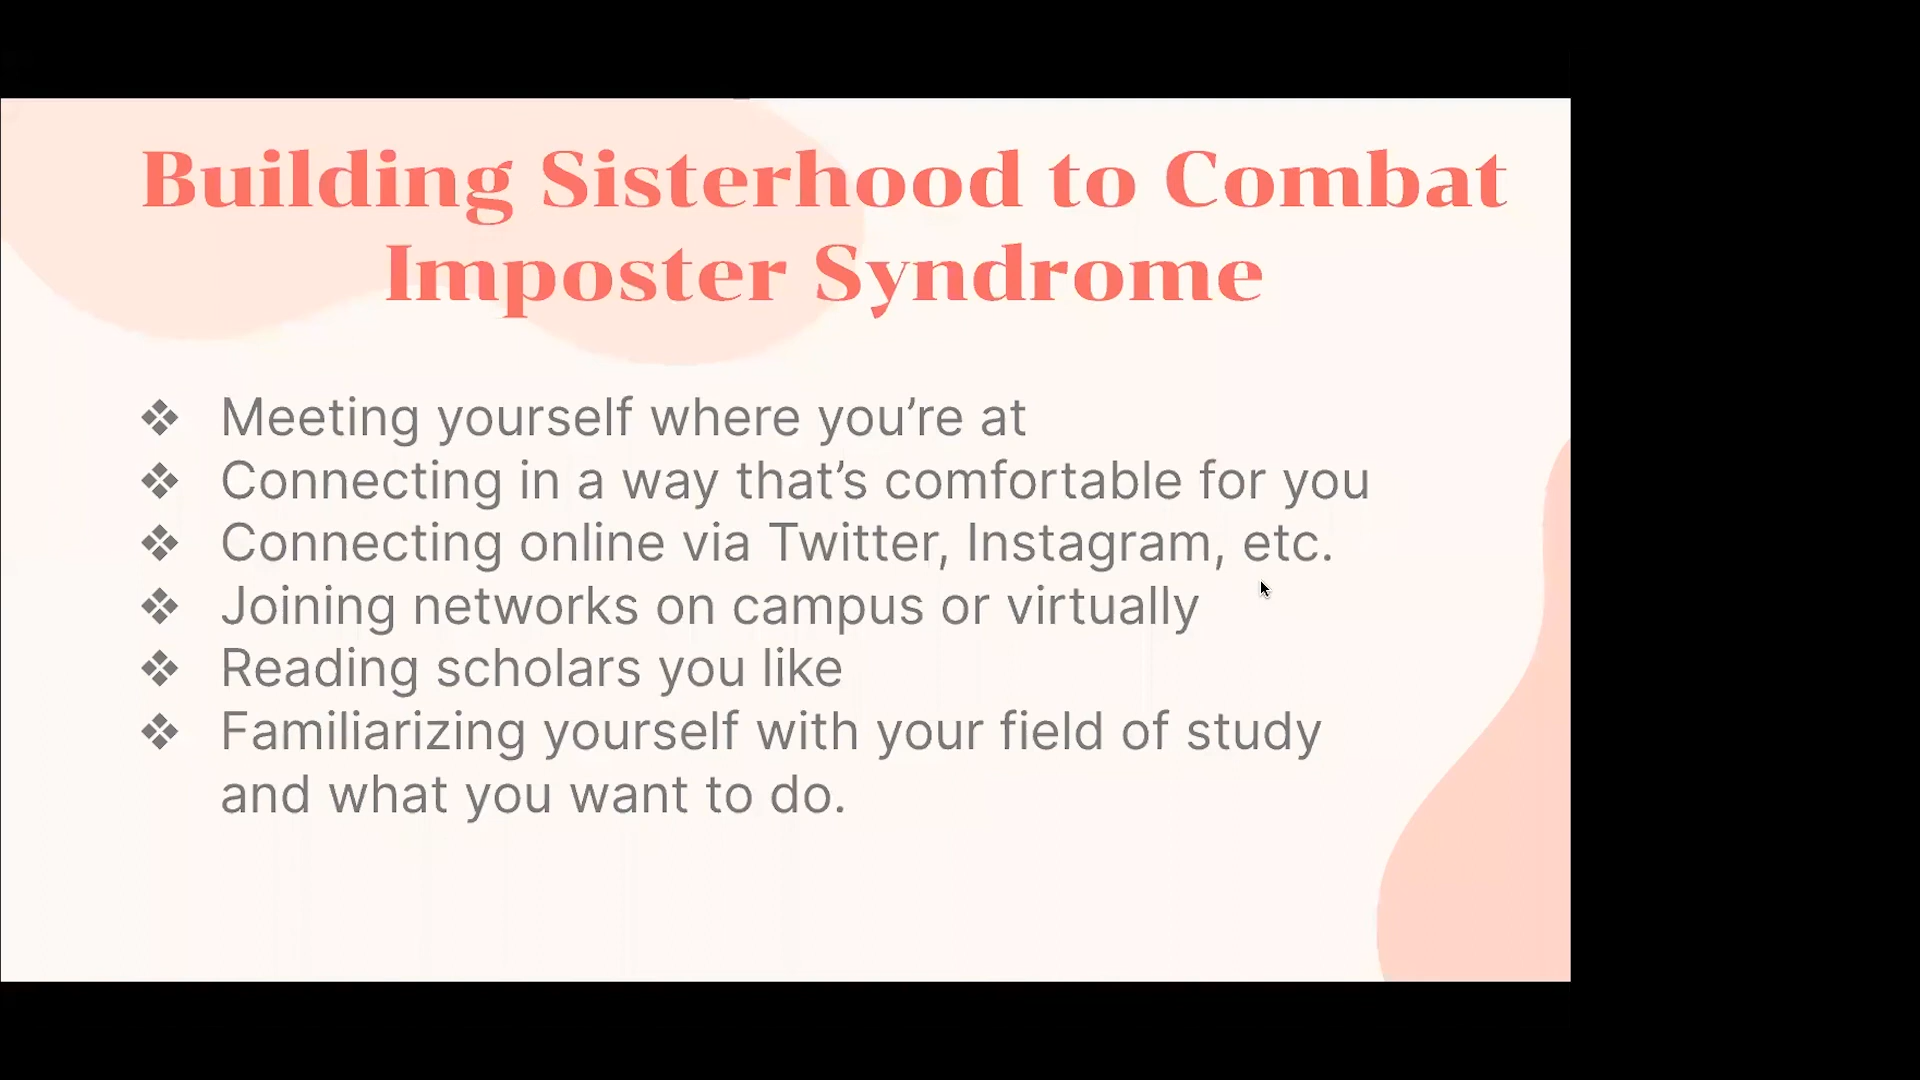 Building Sisterhood to Combat
Imposter Syndrome
❖ Meeting yourself where you’re at
❖ Connecting in a way that’s comfortable for you
❖ Connecting online via Twitter, Instagram, etc.
❖ Joining networks on campus or virtually
❖ Reading scholars you like
❖ Familiarizing yourself with your field of study
and what you want to do.